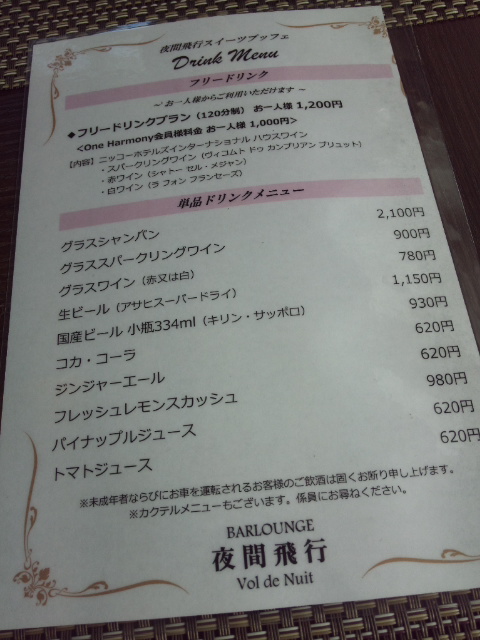 夜間飛行スイーツブッフェ
Drink Menu
フリードリンク
～ お一人様からご利用いただけます ～
◆フリードリンクプラン（120分制） お一人様 1,200円
<One Harmony会員様料金 お一人様 1,000円>
【内容】ニッコーホテルズインターナショナル ハウスワイン
・スパークリングワイン（ヴィコムト ドゥ カンブリアン ブリュット）
・赤ワイン（シャトー セル・メジャン）
・白ワイン（ラ フォン フランセーズ）
単品ドリンクメニュー
グラスシャンパン 2,100円
グラススパークリングワイン 900円
グラスワイン（赤又は白） 780円
生ビール（アサヒスーパードライ） 1,150円
国産ビール 小瓶334ml（キリン・サッポロ） 930円
コカ・コーラ 620円
ジンジャーエール 620円
フレッシュレモンスカッシュ 980円
パイナップルジュース 620円
トマトジュース 620円
※未成年者ならびにお車を運転されるお客様のご飲酒は固くお断り申し上げます。
※カクテルメニューもございます。係員にお尋ねください。
BARLOUNGE
夜間飛行
Vol de Nuit